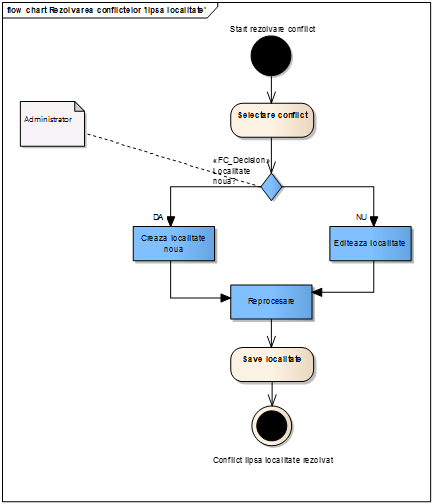 flow chart Rezolvarea conflictelor 'lipsa localitate'
Start rezolvare conflict
Selectare conflict
Administrator
«FC_Decision»
Localitate
noua?
DA
NU
Creaza localitate
noua
Editeaza localitate
Reprocesare
Save localitate
Conflict lipsa localitate rezolvat